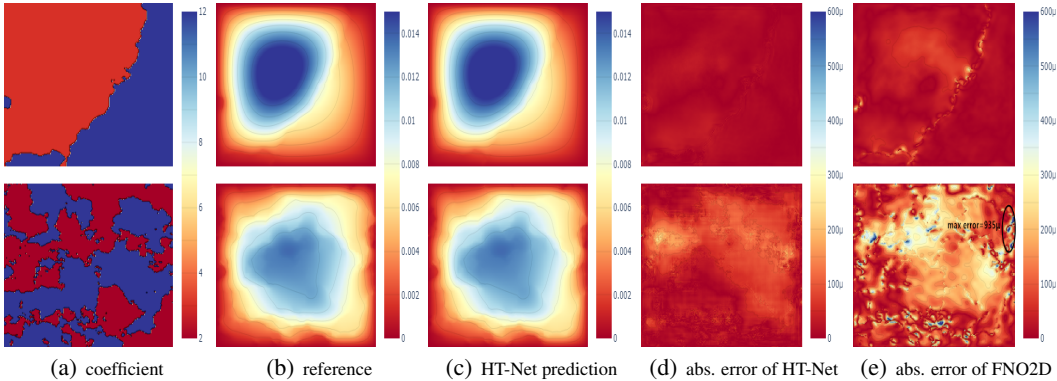 12
10
8
6
4
2
0.014
0.012
0.01
0.008
0.006
0.004
0.002
0
0.014
0.012
0.01
0.008
0.006
0.004
0.002
0
600μ
500μ
400μ
300μ
200μ
100μ
0
600μ
500μ
400μ
300μ
200μ
100μ
0
max error=935μ
(a) coefficient
(b) reference
(c) HT-Net prediction
(d) abs. error of HT-Net
(e) abs. error of FNO2D